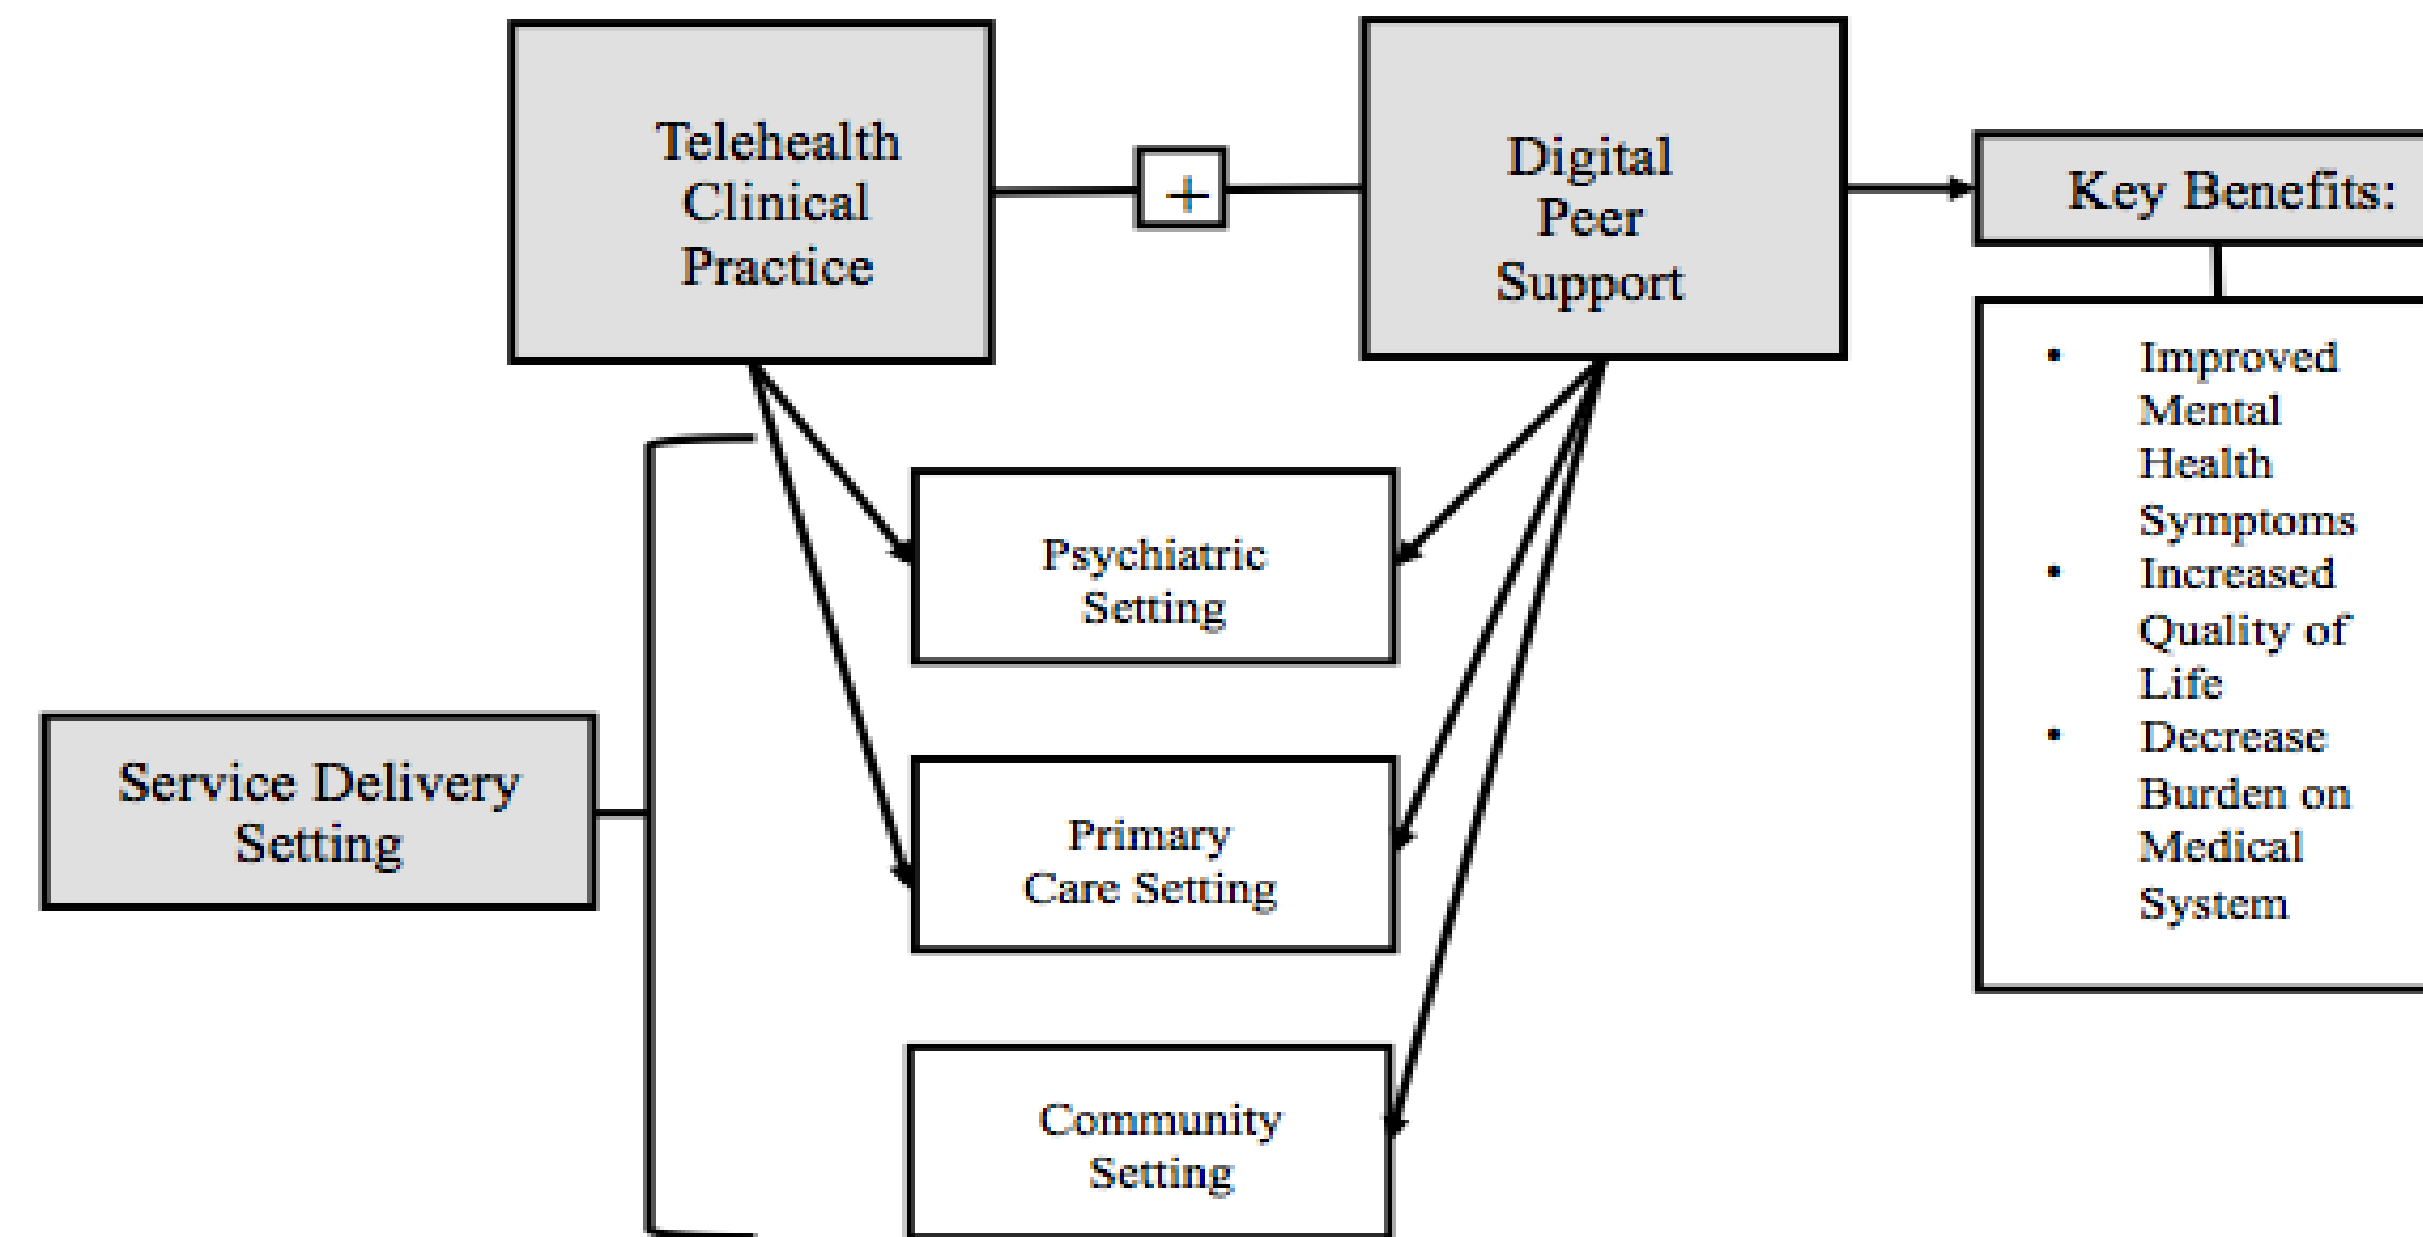 Telehealth
Clinical
Practice
+
Digital
Peer
Support
Key Benefits:
• Improved
Mental
Health
Symptoms
• Increased
Quality of
Life
• Decrease
Burden on
Medical
System
Psychiatric
Setting
Service Delivery
Setting
Primary
Care Setting
Community
Setting